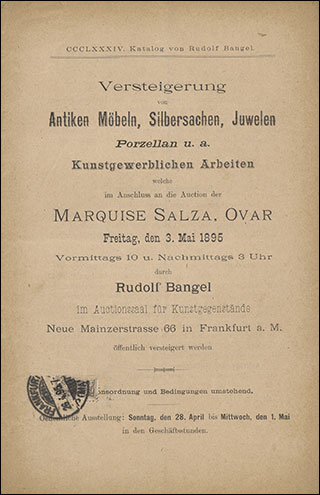 CCCLXXXIV. Katalog von Rudolf Bangel.
Versteigerung
von
Antiken Möbeln, Silbersachen, Juwelen
Porzellan u. a.
Kunstgewerblichen Arbeiten
welche
im Anschluss an die Auction der
MARQUISE SALZA, OVAR
Freitag, den 3. Mai 1895
Vormittags 10 u. Nachmittags 3 Uhr
durch
Rudolf Bangel
im Auctionssaal für Kunstgegenstände
Neue Mainzerstrasse 66 in Frankfurt a. M.
öffentlich versteigert werden
onsordnung und Bedingungen umstehend.
FRANKFURT
Oeffentliche Ausstellung: Sonntag, den 28. April bis Mittwoch, den 1. Mai
in den Geschäftsstunden.